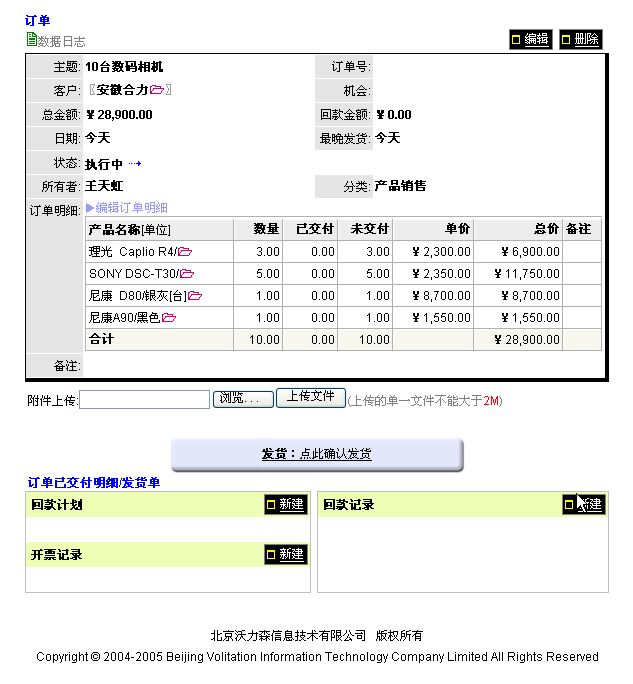 订单
数据日志 编辑 删除
主题: 10台数码相机 订单号:
客户: 〖安徽合力〗 机会:
总金额: ¥ 28,900.00 回款金额: ¥ 0.00
日期: 今天 最晚发货: 今天
状态: 执行中
所有者: 王天虹 分类: 产品销售
订单明细: ▶编辑订单明细
产品名称[单位] 数量 已交付 未交付 单价 总价 备注
理光 Caplio R4/ 3.00 0.00 3.00 ¥ 2,300.00 ¥ 6,900.00
SONY DSC-T30/ 5.00 0.00 5.00 ¥ 2,350.00 ¥ 11,750.00
尼康 D80/银灰[台] 1.00 0.00 1.00 ¥ 8,700.00 ¥ 8,700.00
尼康A90/黑色 1.00 0.00 1.00 ¥ 1,550.00 ¥ 1,550.00
合计 10.00 0.00 10.00 ¥ 28,900.00
备注:
附件上传: 浏览... 上传文件 (上传的单一文件不能大于2M)
发货：点此确认发货
订单已交付明细/发货单
回款计划 新建 回款记录 新建
开票记录 新建
北京沃力森信息技术有限公司 版权所有
Copyright © 2004-2005 Beijing Volitation Information Technology Company Limited All Rights Reserved